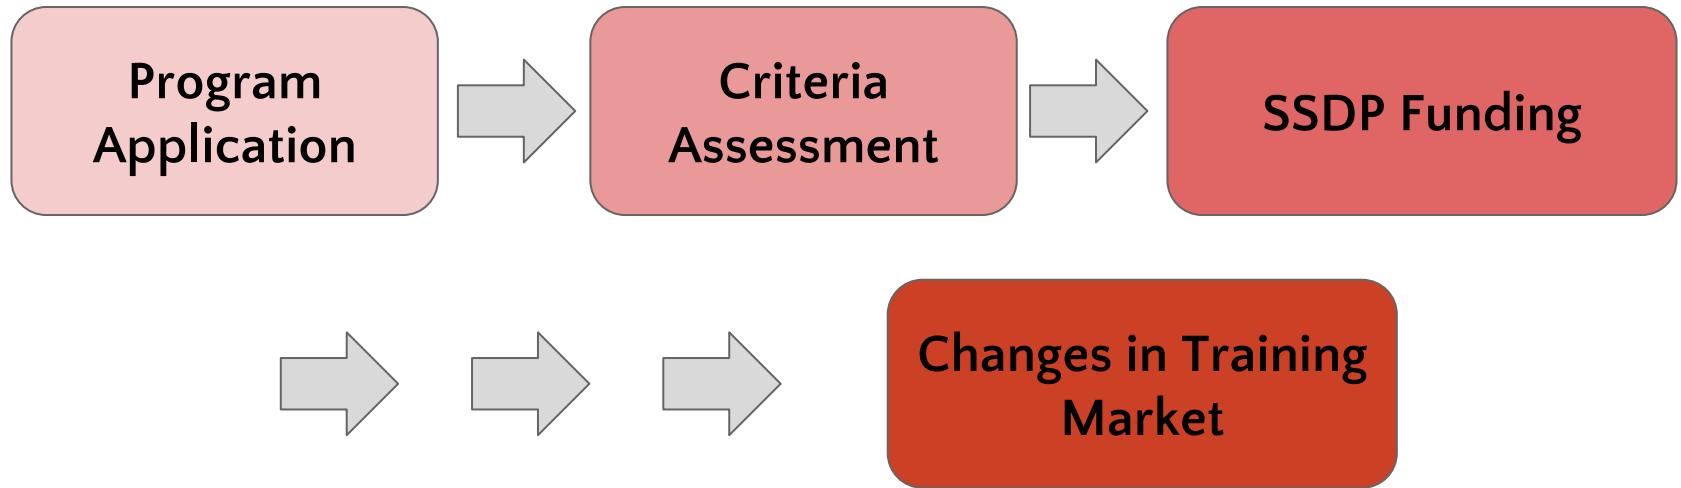 Program
Application
Criteria
Assessment
SSDP Funding
Changes in Training
Market